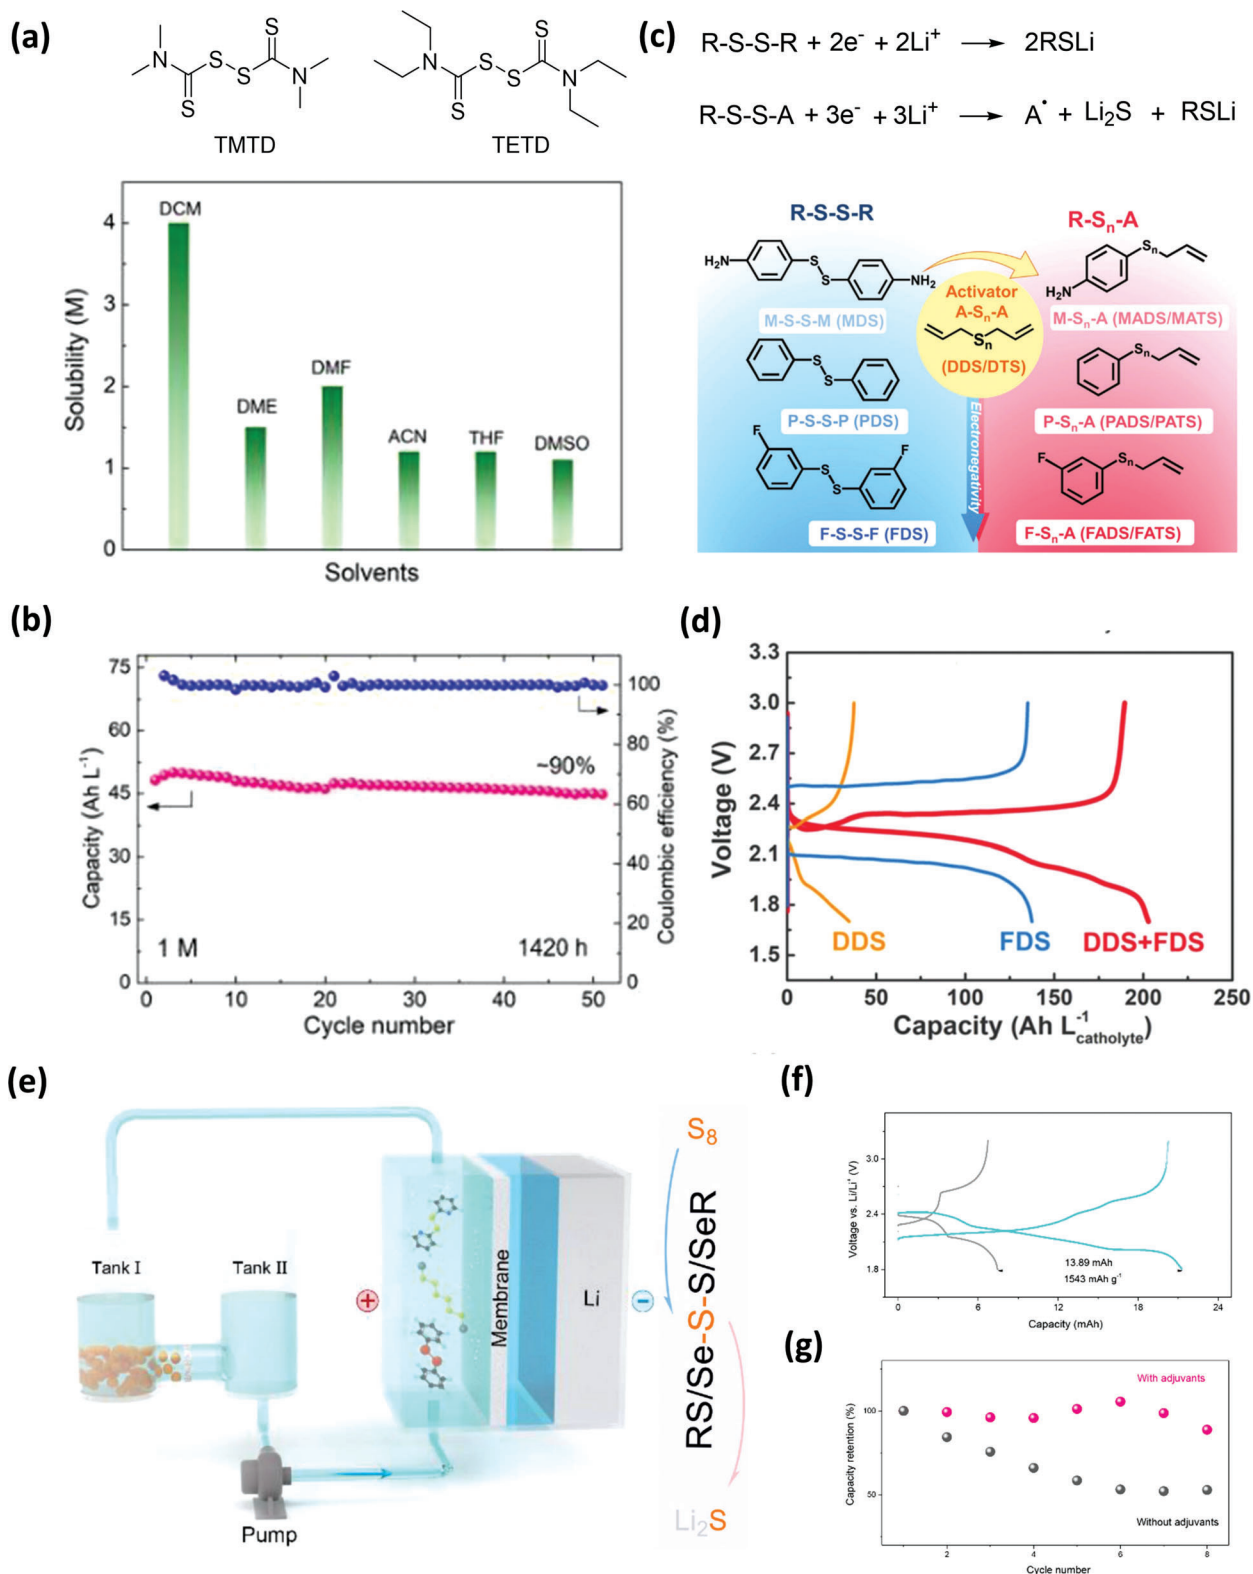 (a)
N
S
S
S
S
N
TMTD
N
S
S
S
S
N
TETD
Solubility (M)
4
3
2
1
0
DCM
DME
DMF
ACN
THF
DMSO
Solvents
(b)
Capacity (Ah L⁻¹)
75
60
45
30
15
0
Coulombic efficiency (%)
100
80
60
40
20
0
~90%
1 M
1420 h
0 10 20 30 40 50
Cycle number
(c)
R-S-S-R + 2e⁻ + 2Li⁺ → 2RSLi
R-S-S-A + 3e⁻ + 3Li⁺ → A• + Li₂S + RSLi
R-S-S-R
R-Sₙ-A
H₂N
S
S
NH₂
M-S-S-M (MDS)
S
S
P-S-S-P (PDS)
F
S
S
F
F-S-S-F (FDS)
Activator
A-Sₙ-A
Sₙ
(DDS/DTS)
Electronegativity
Sₙ
H₂N
M-Sₙ-A (MADS/MATS)
Sₙ
P-Sₙ-A (PADS/PATS)
F
Sₙ
F-Sₙ-A (FADS/FATS)
(d)
Voltage (V)
3.3
3.0
2.7
2.4
2.1
1.8
1.5
DDS
FDS
DDS+FDS
0 50 100 150 200 250
Capacity (Ah L⁻¹catholyte)
(e)
Tank I
Tank II
Pump
+
Membrane
Li
−
S₈
RS/Se-S-S/SeR
Li₂S
(f)
Voltage vs. Li/Li⁺ (V)
3.0
2.4
1.8
13.89 mAh
1543 mAh g⁻¹
0 6 12 18 24
Capacity (mAh)
(g)
Capacity retention (%)
100
50
With adjuvants
Without adjuvants
2 4 6 8
Cycle number